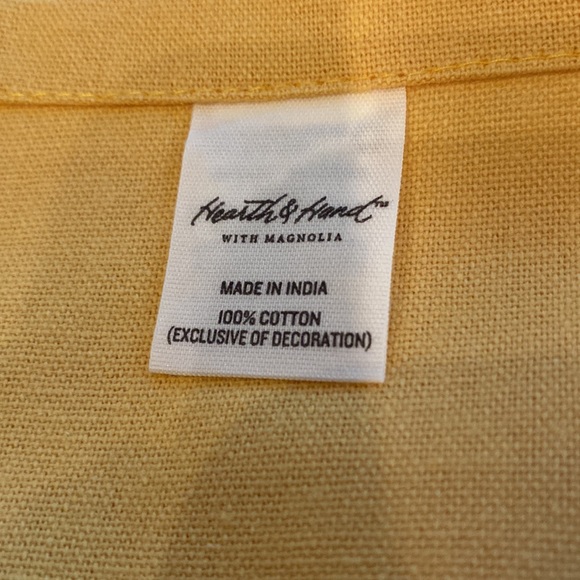 Hearth & Hand™
WITH MAGNOLIA
MADE IN INDIA
100% COTTON
(EXCLUSIVE OF DECORATION)